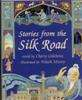 Stories from the
Silk Road
retold by Cherry Gilchrist
illustrated by Nilesh Mistry